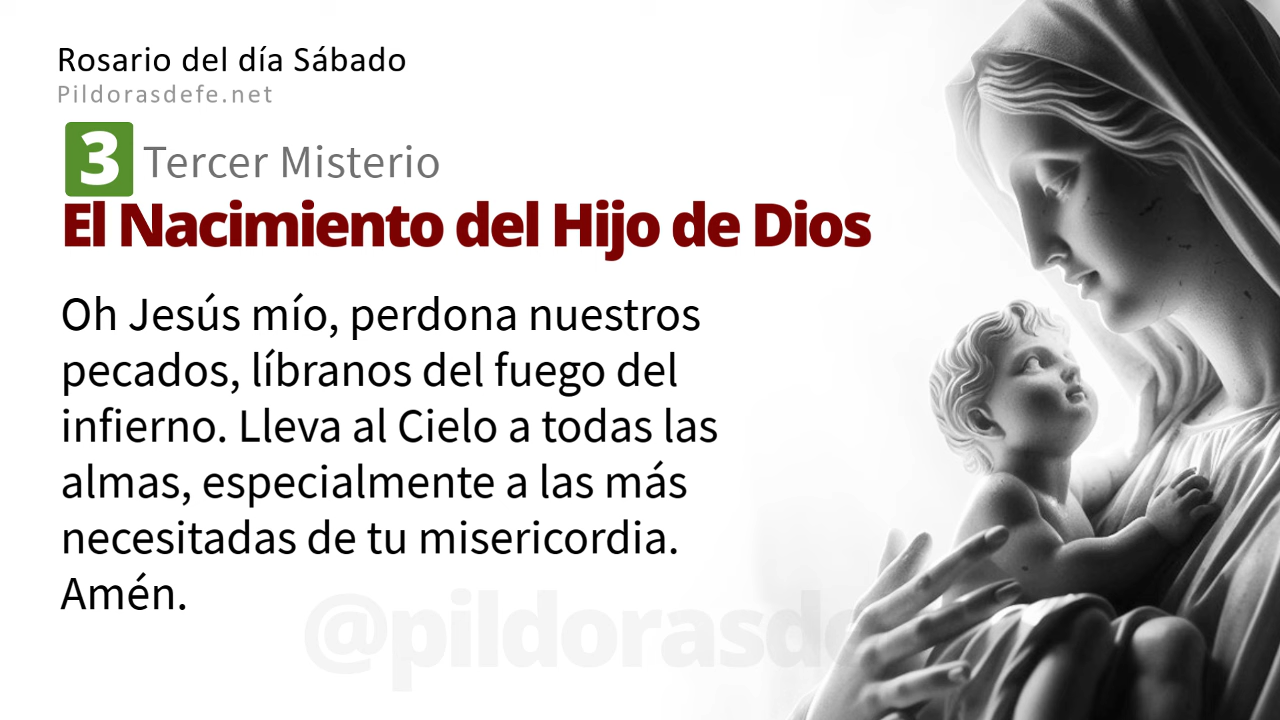 Rosario del día Sábado
Pildorasdefe.net
3 Tercer Misterio
El Nacimiento del Hijo de Dios
Oh Jesús mío, perdona nuestros
pecados, líbranos del fuego del
infierno. Lleva al Cielo a todas las
almas, especialmente a las más
necesitadas de tu misericordia.
Amén.
@pildorasde